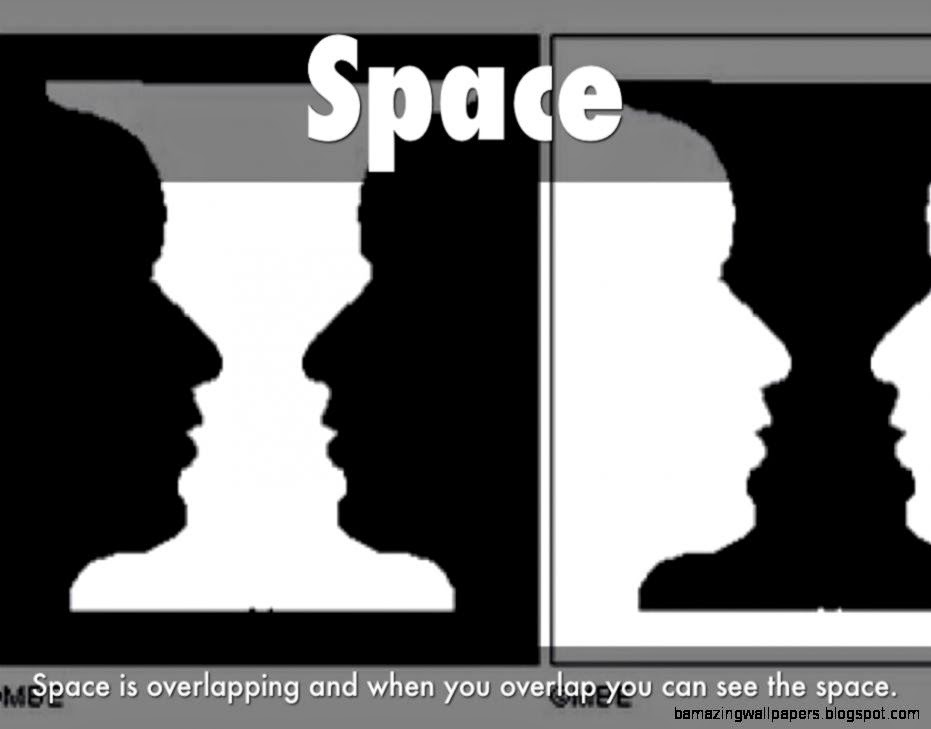 Space
Space is overlapping and when you overlap you can see the space.
bamazingwallpapers.blogspot.com